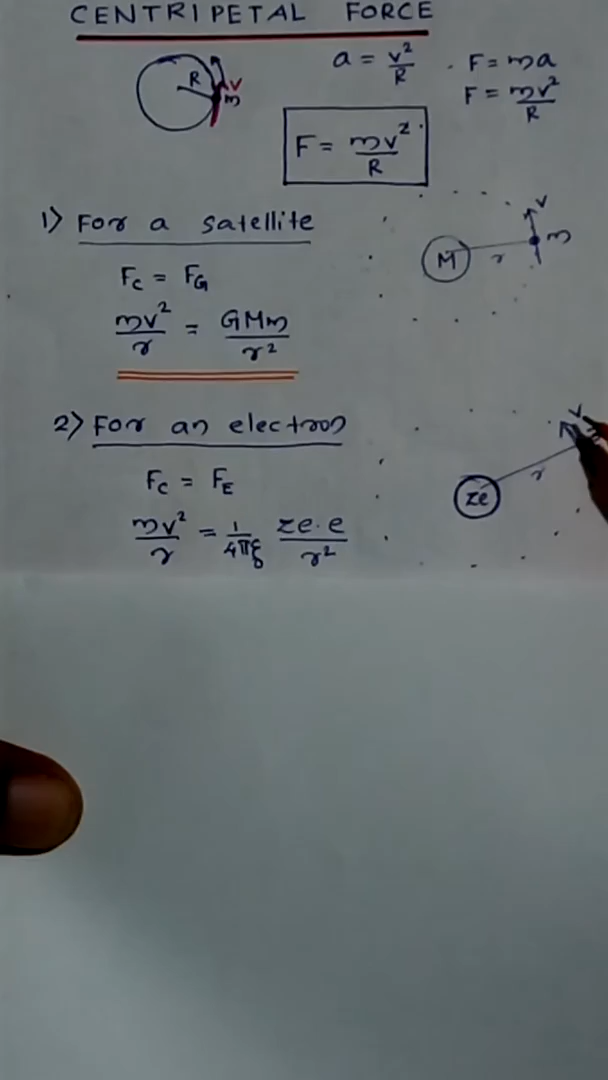 CENTRIPETAL FORCE
R V m
a = v²/R . F = ma
F = mv²/R
F = mv²/R
1) For a satellite
M r m V
Fc = FG
mv²/r = GMm/r²
2) For an electron
ze r V
Fc = FE
mv²/r = 1/4πε₀ ze.e/r²